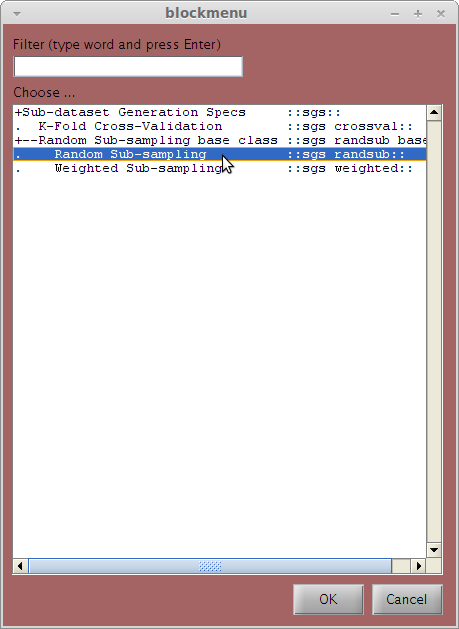 blockmenu
Filter (type word and press Enter)
Choose ...
+Sub-dataset Generation Specs ::sgs::
. K-Fold Cross-Validation ::sgs crossval::
+--Random Sub-sampling base class ::sgs randsub base
. Random Sub-sampling ::sgs randsub::
. Weighted Sub-sampling ::sgs weighted::
OK
Cancel